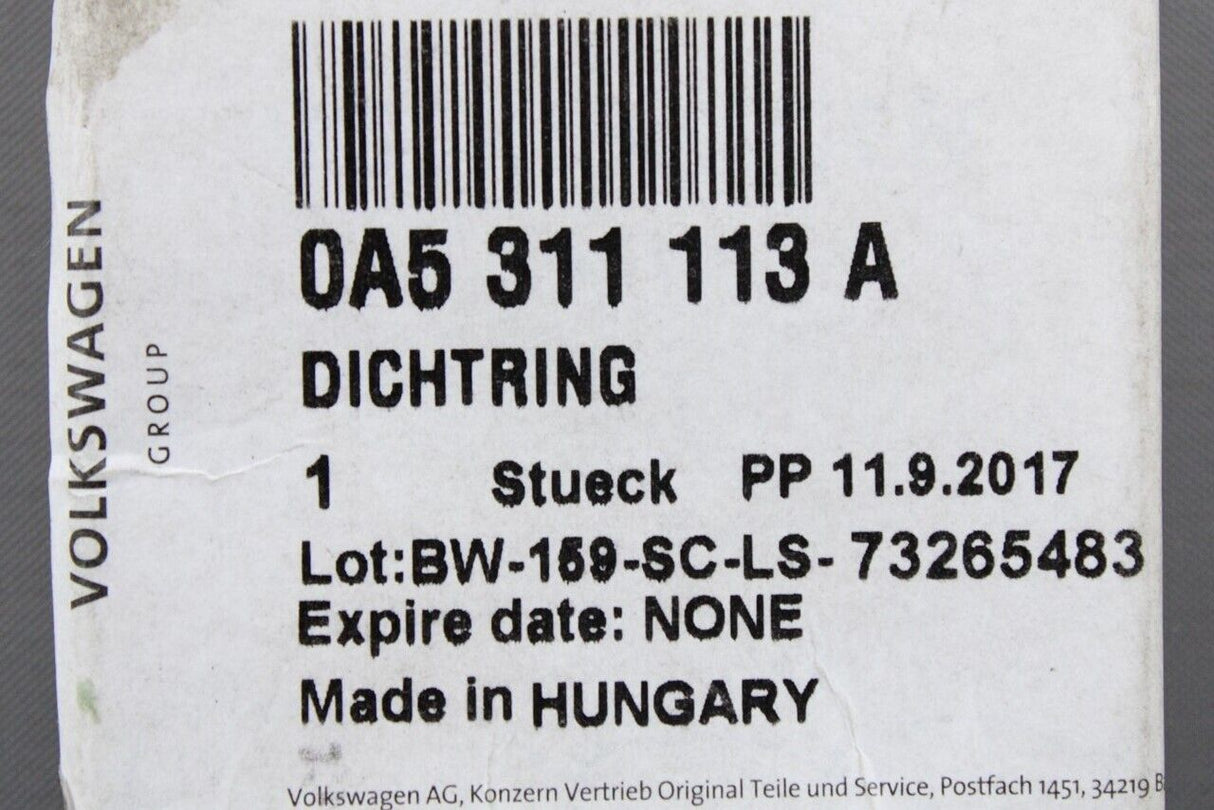 VOLKSWAGEN
GROUP
0A5 311 113 A
DICHTRING
1 Stueck PP 11.9.2017
Lot:BW-159-SC-LS- 73265483
Expire date: NONE
Made in HUNGARY
Volkswagen AG, Konzern Vertrieb Original Teile und Service, Postfach 1451, 34219